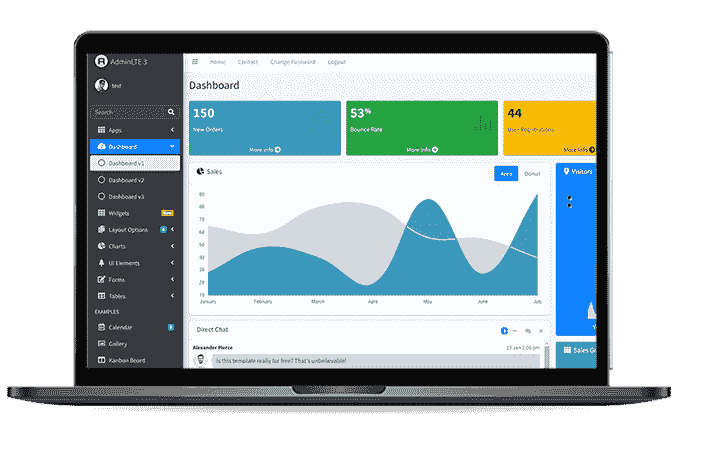 AdminLTE 3
test
Search
Apps
Dashboard
Dashboard v1
Dashboard v2
Dashboard v3
Widgets New
Layout Options
Charts
UI Elements
Forms
Tables
EXAMPLES
Calendar
Gallery
Kanban Board
Home Contact Change Password Logout
Dashboard
150
New Orders
More info
53%
Bounce Rate
More info
44
User Registrations
More info
Sales
Area Donut
90
80
70
60
50
40
30
20
10
January February March April May June July
Visitors
Direct Chat
Alexander Pierce 23 Jan 2:00 pm
Is this template really for free? That's unbelievable!
Sales Gr